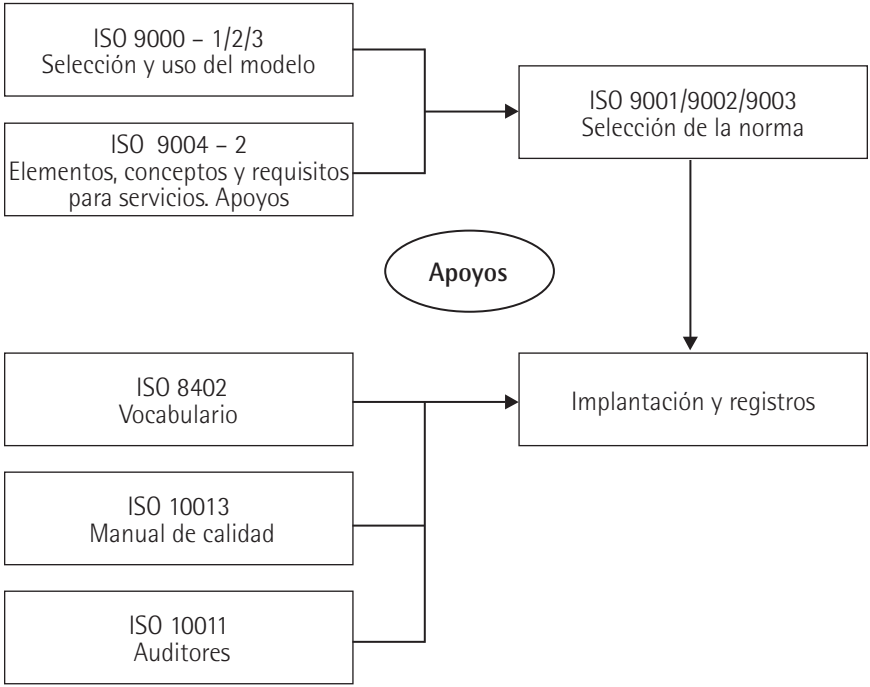 ISO 9000 – 1/2/3
Selección y uso del modelo
ISO 9004 – 2
Elementos, conceptos y requisitos
para servicios. Apoyos
ISO 9001/9002/9003
Selección de la norma
Apoyos
ISO 8402
Vocabulario
Implantación y registros
ISO 10013
Manual de calidad
ISO 10011
Auditores